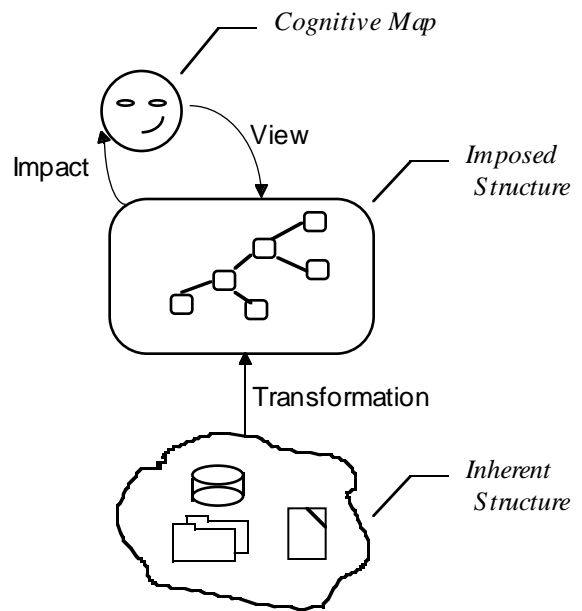 Cognitive Map
View
Impact
Imposed
Structure
Transformation
Inherent
Structure